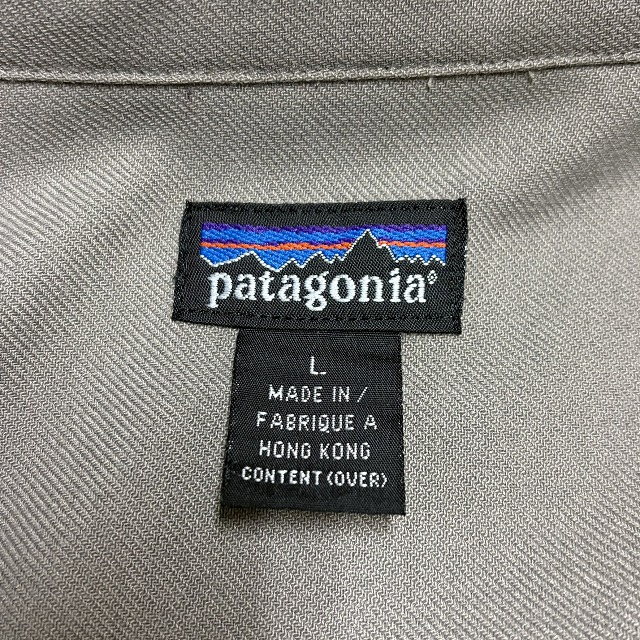 patagonia®
L.
MADE IN /
FABRIQUE A
HONG KONG
CONTENT (OVER)